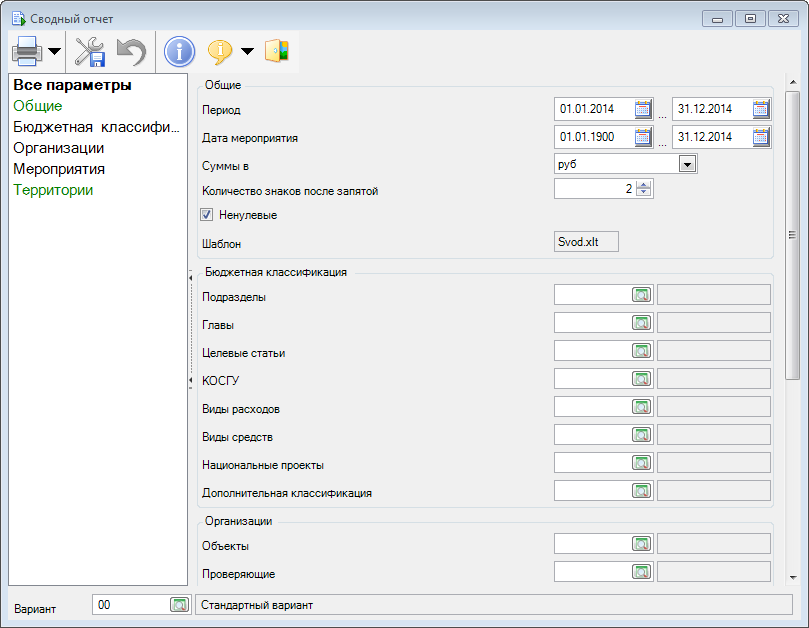 Сводный отчет
Все параметры
Общие
Бюджетная классифи...
Организации
Мероприятия
Территории
Общие
Период 01.01.2014 ... 31.12.2014
Дата мероприятия 01.01.1900 ... 31.12.2014
Суммы в руб
Количество знаков после запятой 2
Ненулевые
Шаблон Svod.xlt
Бюджетная классификация
Подразделы
Главы
Целевые статьи
КОСГУ
Виды расходов
Виды средств
Национальные проекты
Дополнительная классификация
Организации
Объекты
Проверяющие
Вариант 00 Стандартный вариант